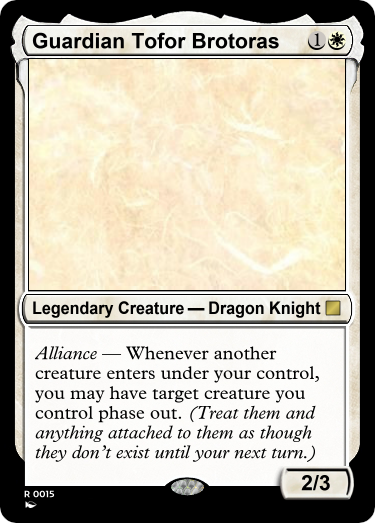 Guardian Tofor Brotoras 1
Legendary Creature — Dragon Knight
Alliance — Whenever another
creature enters under your control,
you may have target creature you
control phase out. (Treat them and
anything attached to them as though
they don't exist until your next turn.)
2/3
R 0015